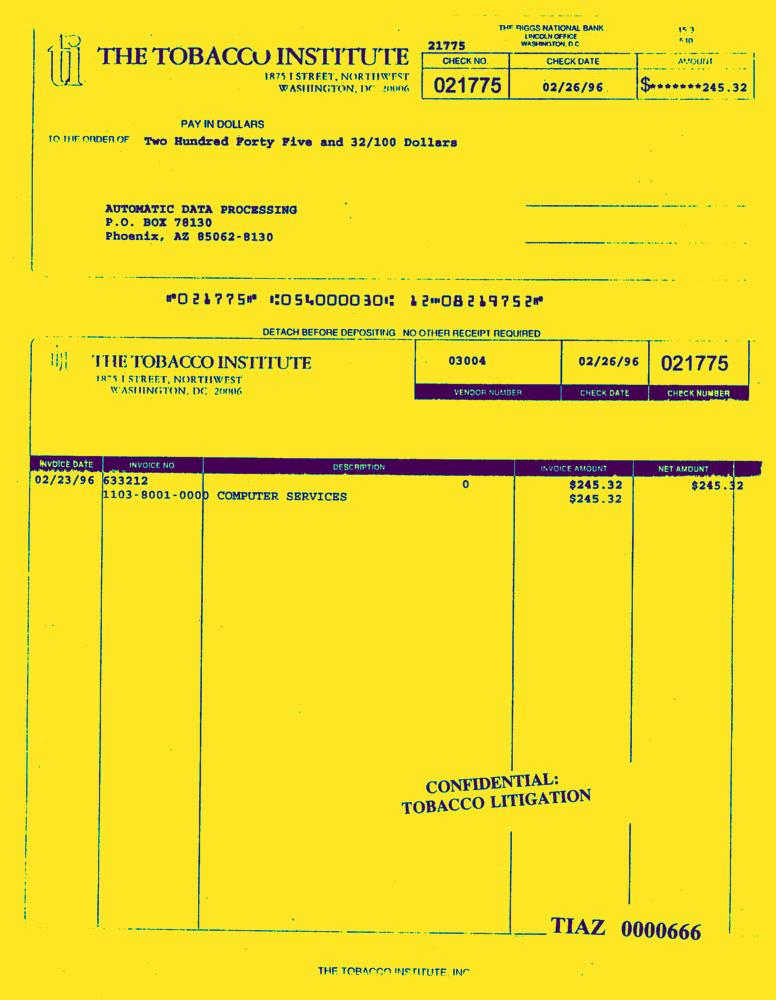 THE RIGGS NATIONAL BANK
LINCOLN OFFICE
WASHINGTON, D.C.
15-3
21775
THE TOBACCO INSTITUTE
1875 I STREET, NORTHWEST
WASHINGTON, DC 20006
CHECK NO. CHECK DATE AMOUNT
021775 02/26/96 $*******245.32
PAY IN DOLLARS
TO THE ORDER OF Two Hundred Forty Five and 32/100 Dollars
AUTOMATIC DATA PROCESSING
P.O. BOX 78130
Phoenix, AZ 85062-8130
⑈021775⑈ ⑆054000030⑆ 12⑉08219752⑈
DETACH BEFORE DEPOSITING NO OTHER RECEIPT REQUIRED
THE TOBACCO INSTITUTE
1875 I STREET, NORTHWEST
WASHINGTON, DC 20006
03004 02/26/96 021775
VENDOR NUMBER CHECK DATE CHECK NUMBER
INVOICE DATE INVOICE NO DESCRIPTION INVOICE AMOUNT NET AMOUNT
02/23/96 633212 0 $245.32 $245.32
1103-8001-0000 COMPUTER SERVICES $245.32
CONFIDENTIAL:
TOBACCO LITIGATION
TIAZ 0000666
THE TOBACCO INSTITUTE, INC